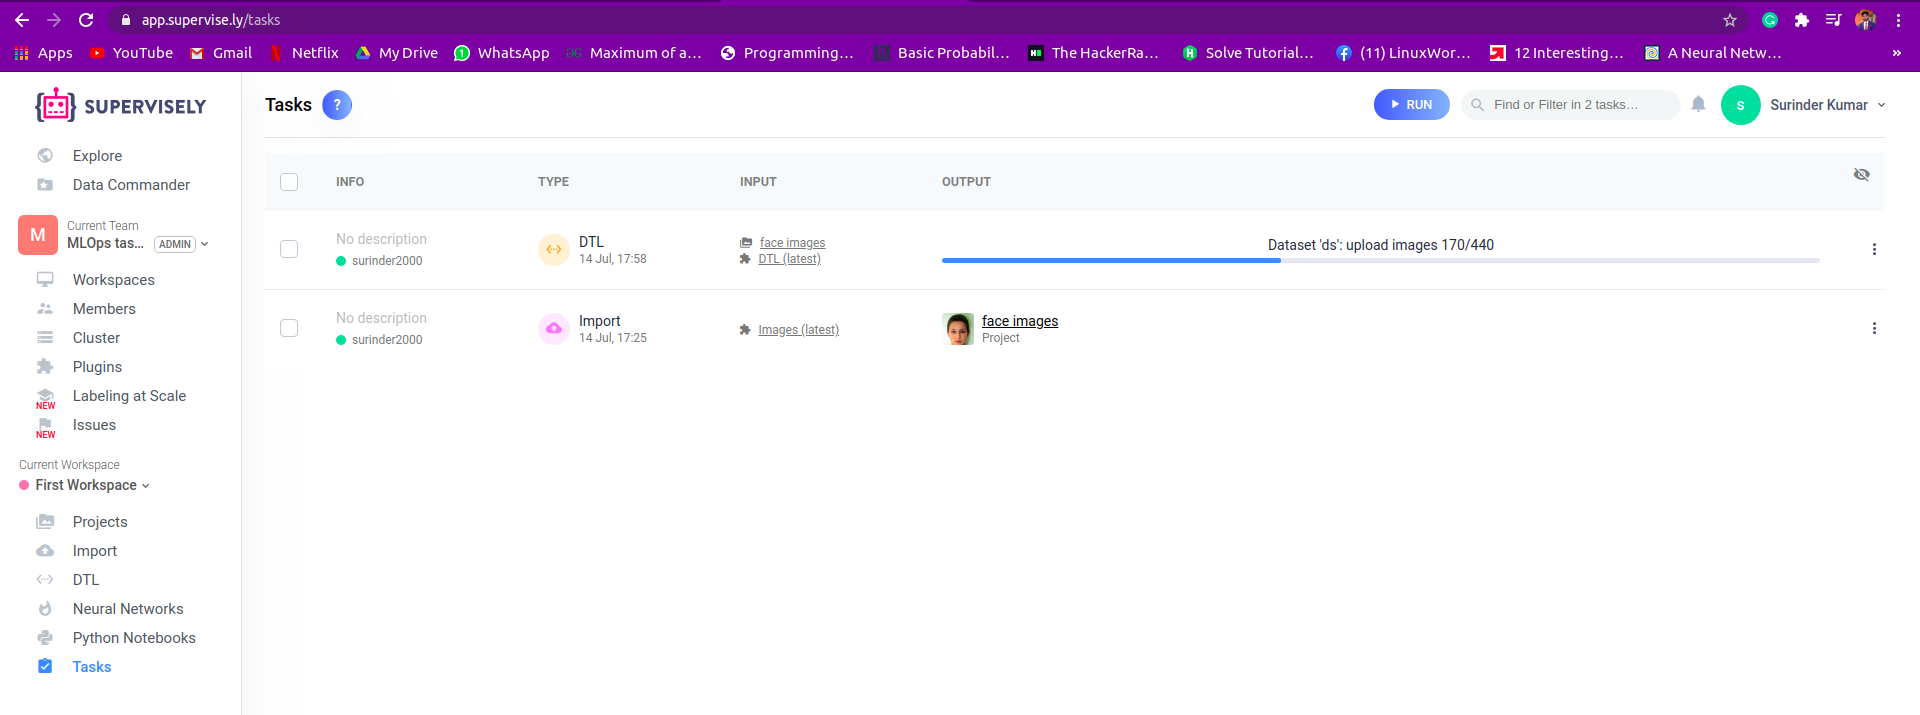 app.supervise.ly/tasks
Apps YouTube Gmail Netflix My Drive WhatsApp Maximum of a... Programming... Basic Probabil... The HackerRa... Solve Tutorial... (11) LinuxWor... 12 Interesting... A Neural Netw... »
SUPERVISELY
Tasks ? RUN Find or Filter in 2 tasks... S Surinder Kumar
Explore
Data Commander
Current Team
M MLOps tas... ADMIN
Workspaces
Members
Cluster
Plugins
Labeling at Scale
NEW
Issues
NEW
Current Workspace
First Workspace
Projects
Import
DTL
Neural Networks
Python Notebooks
Tasks
INFO TYPE INPUT OUTPUT
No description DTL face images Dataset 'ds': upload images 170/440
surinder2000 14 Jul, 17:58 DTL (latest)
No description Import Images (latest) face images
surinder2000 14 Jul, 17:25 Project